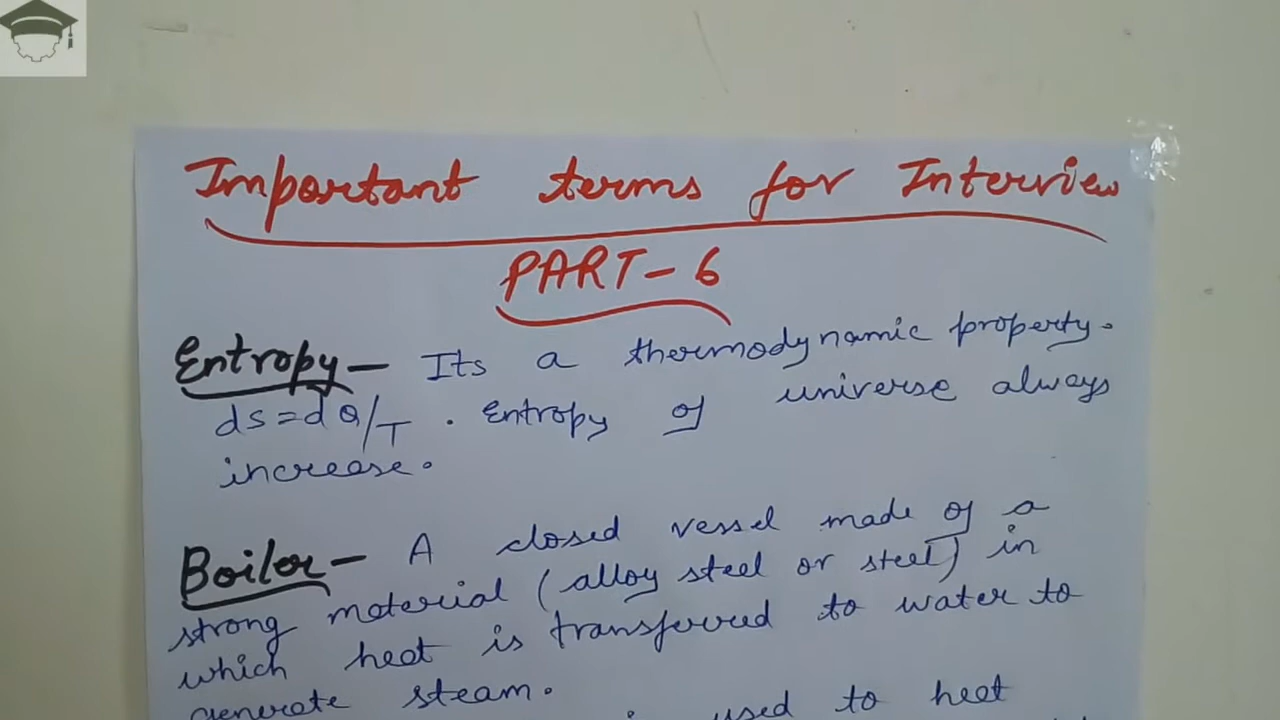 Important terms for Interview
PART-6
Entropy - Its a thermodynamic property.
ds=dQ/T . Entropy of universe always
increase.
Boiler - A closed vessel made of a
strong material (alloy steel or steel) in
which heat is transferred to water to
generate steam.
used to heat